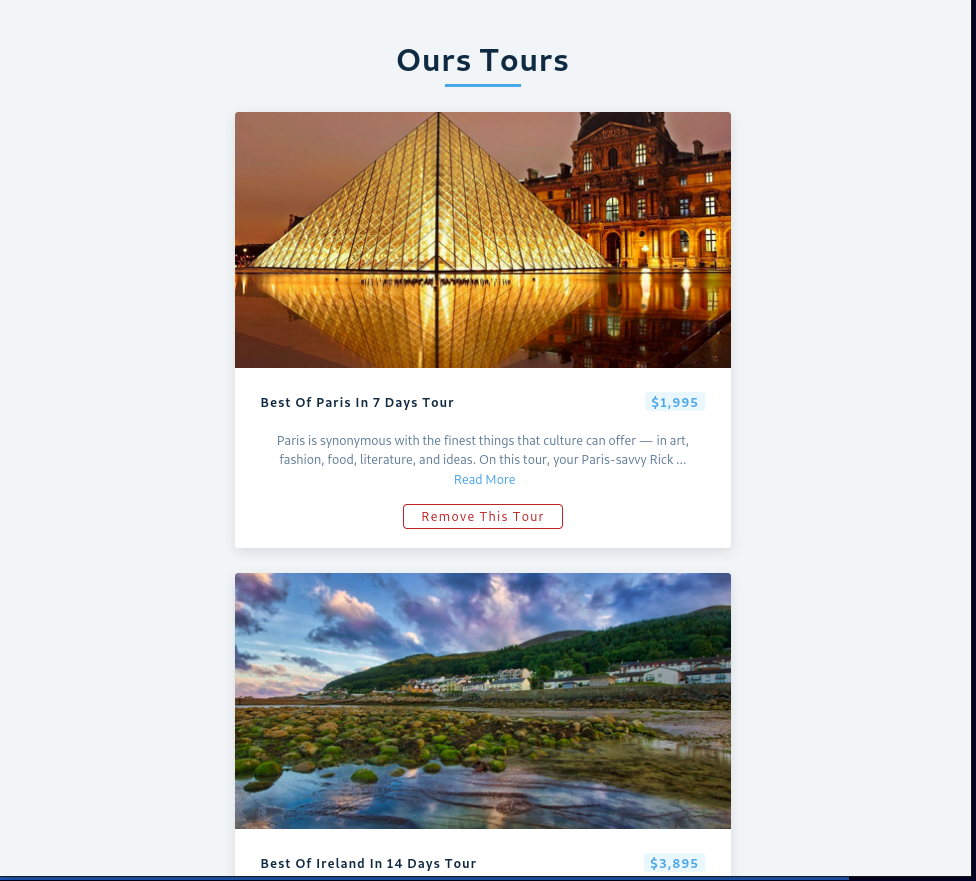 Ours Tours
Best Of Paris In 7 Days Tour
$1,995
Paris is synonymous with the finest things that culture can offer — in art,
fashion, food, literature, and ideas. On this tour, your Paris-savvy Rick ...
Read More
Remove This Tour
Best Of Ireland In 14 Days Tour
$3,895